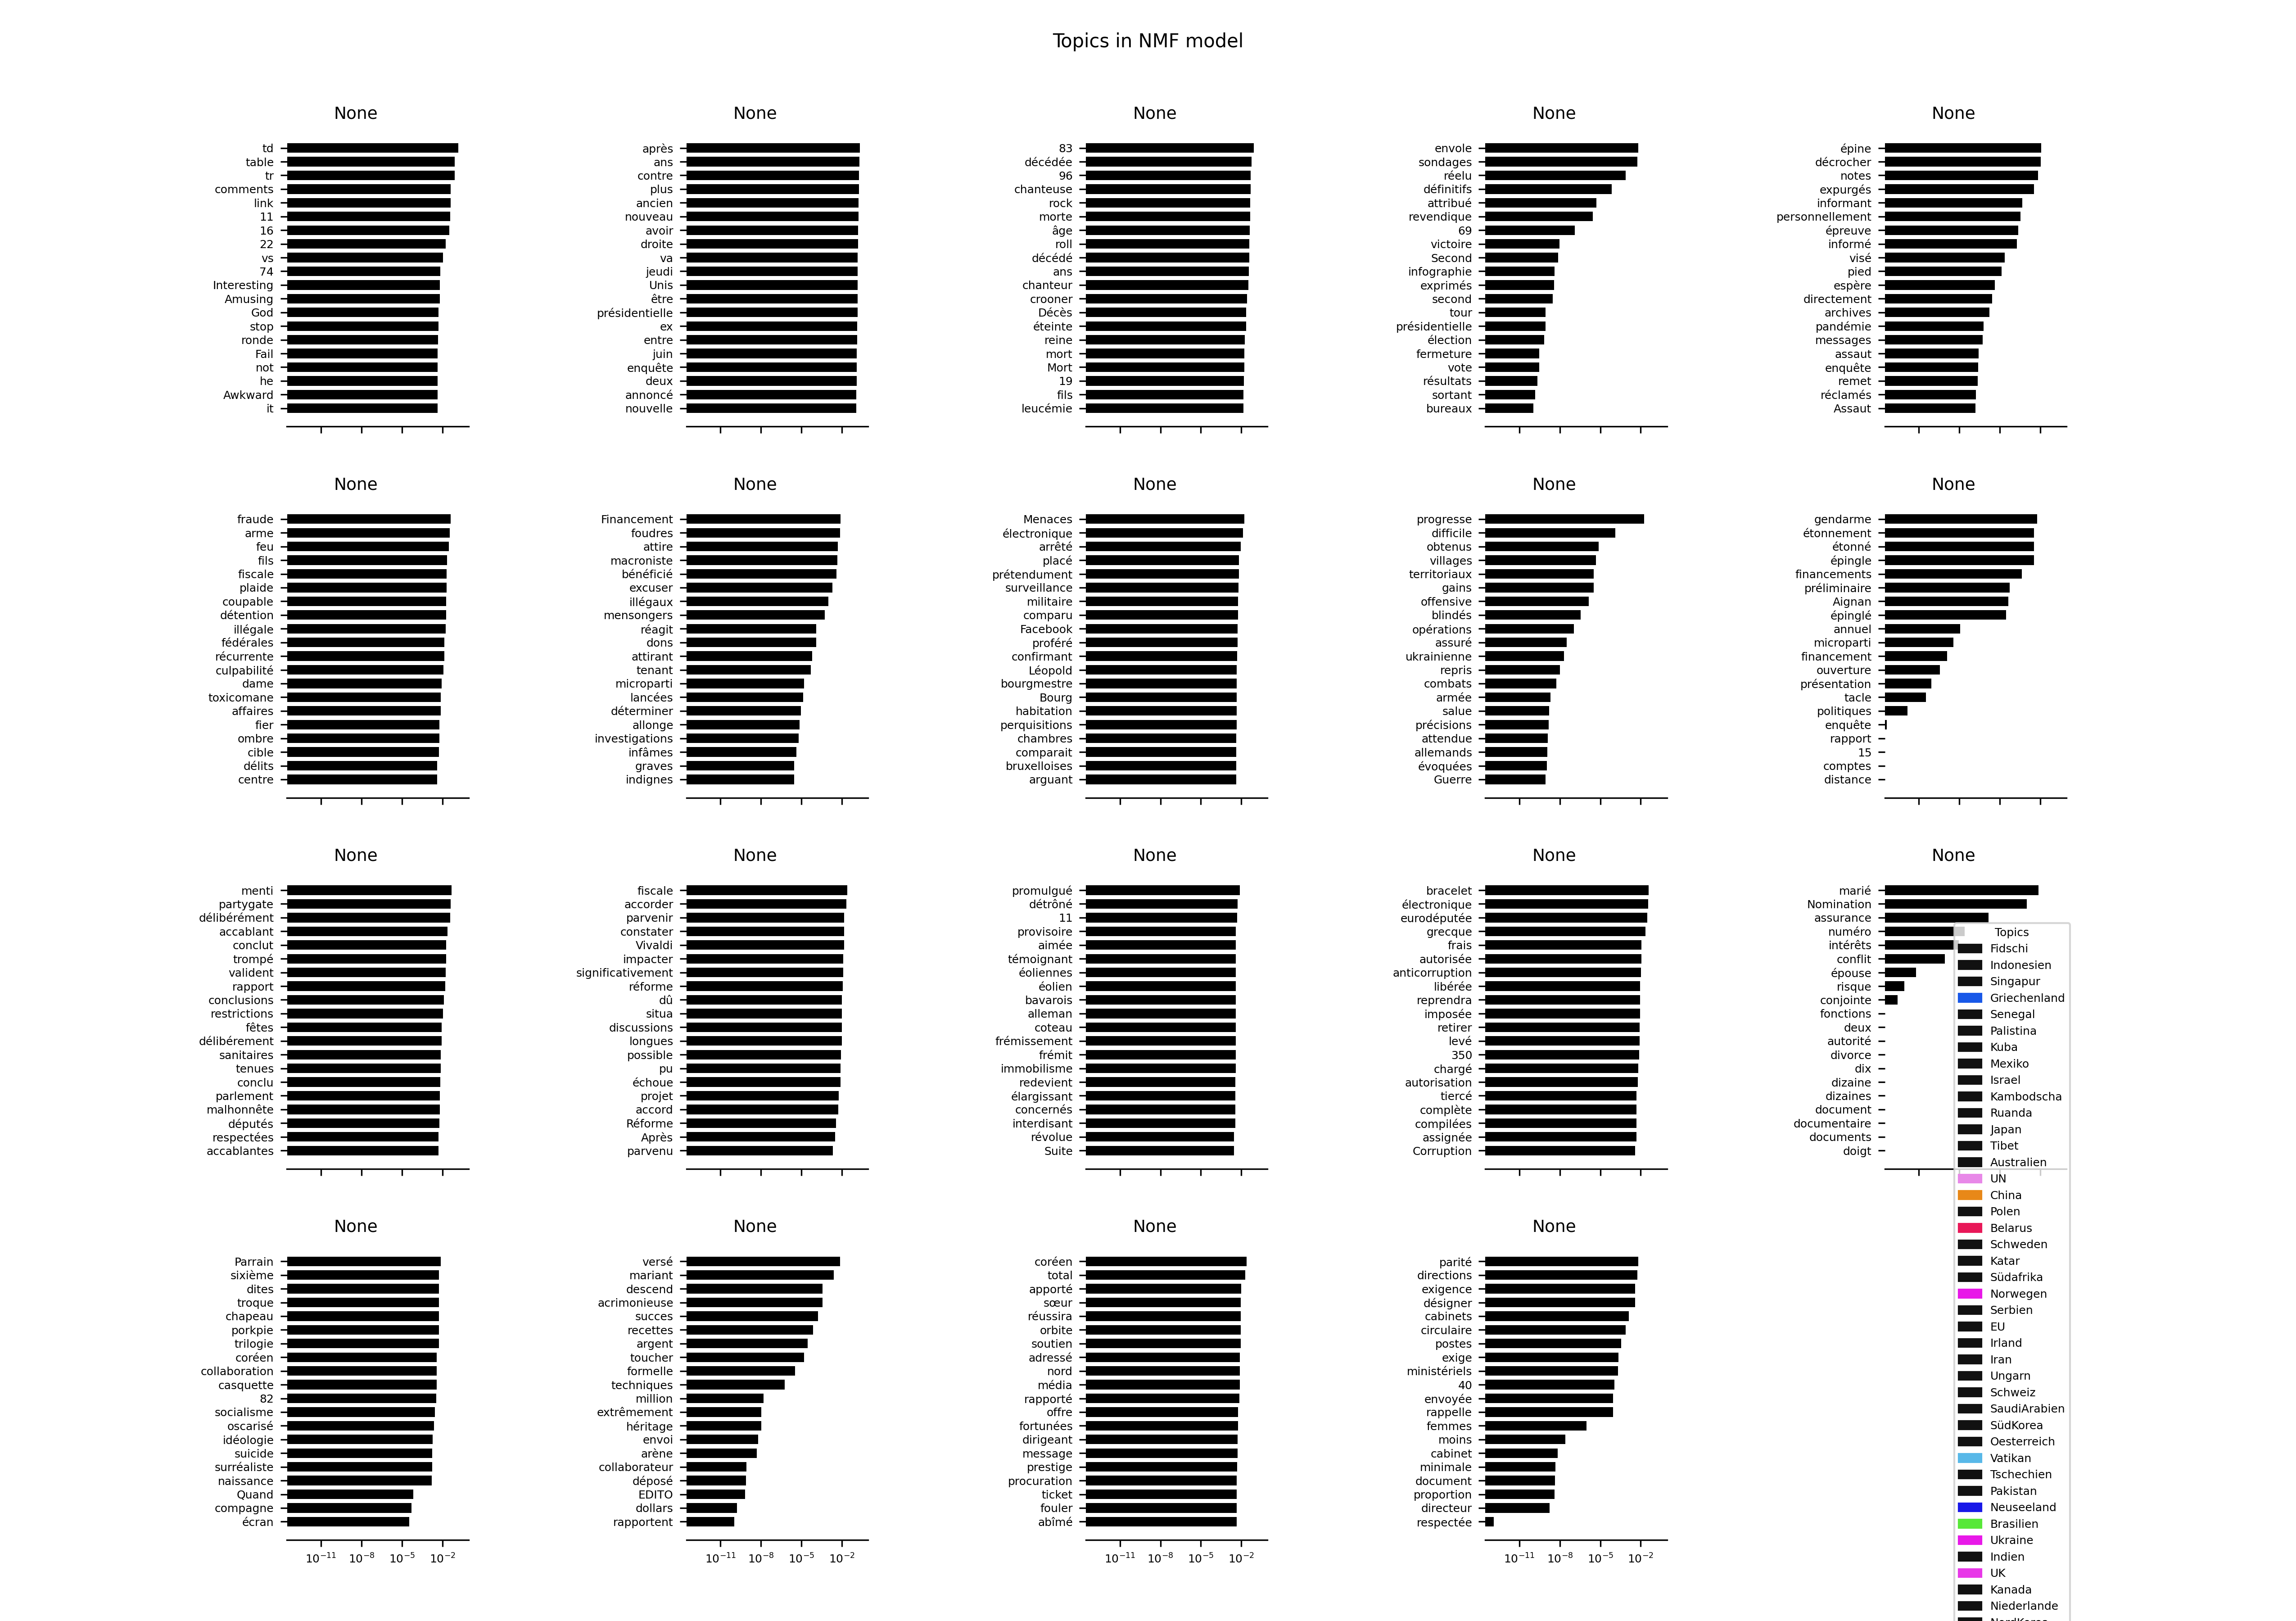 Topics in NMF model
None
td
table
tr
comments
link
11
16
22
vs
74
Interesting
Amusing
God
stop
ronde
Fail
not
he
Awkward
it
None
après
ans
contre
plus
ancien
nouveau
avoir
droite
va
jeudi
Unis
être
présidentielle
ex
entre
juin
enquête
deux
annoncé
nouvelle
None
83
décédée
96
chanteuse
rock
morte
âge
roll
décédé
ans
chanteur
crooner
Décès
éteinte
reine
mort
Mort
19
fils
leucémie
None
envole
sondages
réelu
définitifs
attribué
revendique
69
victoire
Second
infographie
exprimés
second
tour
présidentielle
élection
fermeture
vote
résultats
sortant
bureaux
None
épine
décrocher
notes
expurgés
informant
personnellement
épreuve
informé
visé
pied
espère
directement
archives
pandémie
messages
assaut
enquête
remet
réclamés
Assaut
None
fraude
arme
feu
fils
fiscale
plaide
coupable
détention
illégale
fédérales
récurrente
culpabilité
dame
toxicomane
affaires
fier
ombre
cible
délits
centre
None
Financement
foudres
attire
macroniste
bénéficié
excuser
illégaux
mensongers
réagit
dons
attirant
tenant
microparti
lancées
déterminer
allonge
investigations
infâmes
graves
indignes
None
Menaces
électronique
arrêté
placé
prétendument
surveillance
militaire
comparu
Facebook
proféré
confirmant
Léopold
bourgmestre
Bourg
habitation
perquisitions
chambres
comparait
bruxelloises
arguant
None
progresse
difficile
obtenus
villages
territoriaux
gains
offensive
blindés
opérations
assuré
ukrainienne
repris
combats
armée
salue
précisions
attendue
allemands
évoquées
Guerre
None
gendarme
étonnement
étonné
épingle
financements
préliminaire
Aignan
épinglé
annuel
microparti
financement
ouverture
présentation
tacle
politiques
enquête
rapport
15
comptes
distance
None
menti
partygate
délibérément
accablant
conclut
trompé
valident
rapport
conclusions
restrictions
fêtes
délibérement
sanitaires
tenues
conclu
parlement
malhonnête
députés
respectées
accablantes
None
fiscale
accorder
parvenir
constater
Vivaldi
impacter
significativement
réforme
dû
situa
discussions
longues
possible
pu
échoue
projet
accord
Réforme
Après
parvenu
None
promulgué
détrôné
11
provisoire
aimée
témoignant
éoliennes
éolien
bavarois
alleman
coteau
frémissement
frémit
immobilisme
redevient
élargissant
concernés
interdisant
révolue
Suite
None
bracelet
électronique
eurodéputée
grecque
frais
autorisée
anticorruption
libérée
reprendra
imposée
retirer
levé
350
chargé
autorisation
tiercé
complète
compilées
assignée
Corruption
None
marié
Nomination
assurance
numéro
intérêts
conflit
épouse
risque
conjointe
fonctions
deux
autorité
divorce
dix
dizaine
dizaines
document
documentaire
documents
doigt
None
Parrain
sixième
dites
troque
chapeau
porkpie
trilogie
coréen
collaboration
casquette
82
socialisme
oscarisé
idéologie
suicide
surréaliste
naissance
Quand
compagne
écran
10⁻¹¹ 10⁻⁸ 10⁻⁵ 10⁻²
None
versé
mariant
descend
acrimonieuse
succes
recettes
argent
toucher
formelle
techniques
million
extrêmement
héritage
envoi
arène
collaborateur
déposé
EDITO
dollars
rapportent
10⁻¹¹ 10⁻⁸ 10⁻⁵ 10⁻²
None
coréen
total
apporté
sœur
réussira
orbite
soutien
adressé
nord
média
rapporté
offre
fortunées
dirigeant
message
prestige
procuration
ticket
fouler
abîmé
10⁻¹¹ 10⁻⁸ 10⁻⁵ 10⁻²
None
parité
directions
exigence
désigner
cabinets
circulaire
postes
exige
ministériels
40
envoyée
rappelle
femmes
moins
cabinet
minimale
document
proportion
directeur
respectée
10⁻¹¹ 10⁻⁸ 10⁻⁵ 10⁻²
Topics
Fidschi
Indonesien
Singapur
Griechenland
Senegal
Palistina
Kuba
Mexiko
Israel
Kambodscha
Ruanda
Japan
Tibet
Australien
UN
China
Polen
Belarus
Schweden
Katar
Südafrika
Norwegen
Serbien
EU
Irland
Iran
Ungarn
Schweiz
SaudiArabien
SüdKorea
Oesterreich
Vatikan
Tschechien
Pakistan
Neuseeland
Brasilien
Ukraine
Indien
UK
Kanada
Niederlande